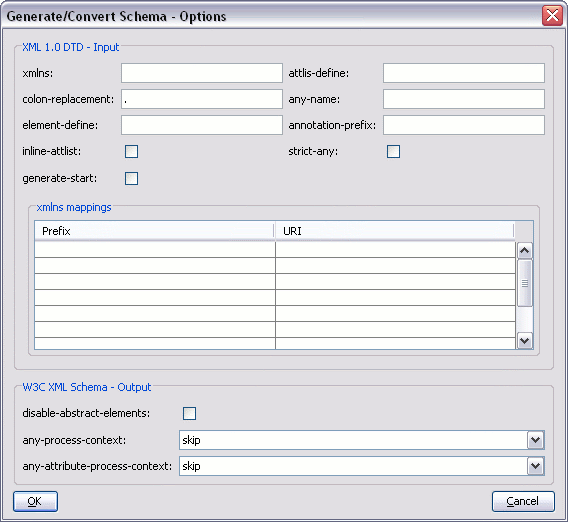 Generate/Convert Schema - Options
XML 1.0 DTD - Input
xmlns: attlis-define:
colon-replacement: . any-name:
element-define: annotation-prefix:
inline-attlist: strict-any:
generate-start:
xmlns mappings
Prefix URI
W3C XML Schema - Output
disable-abstract-elements:
any-process-context: skip
any-attribute-process-context: skip
OK Cancel